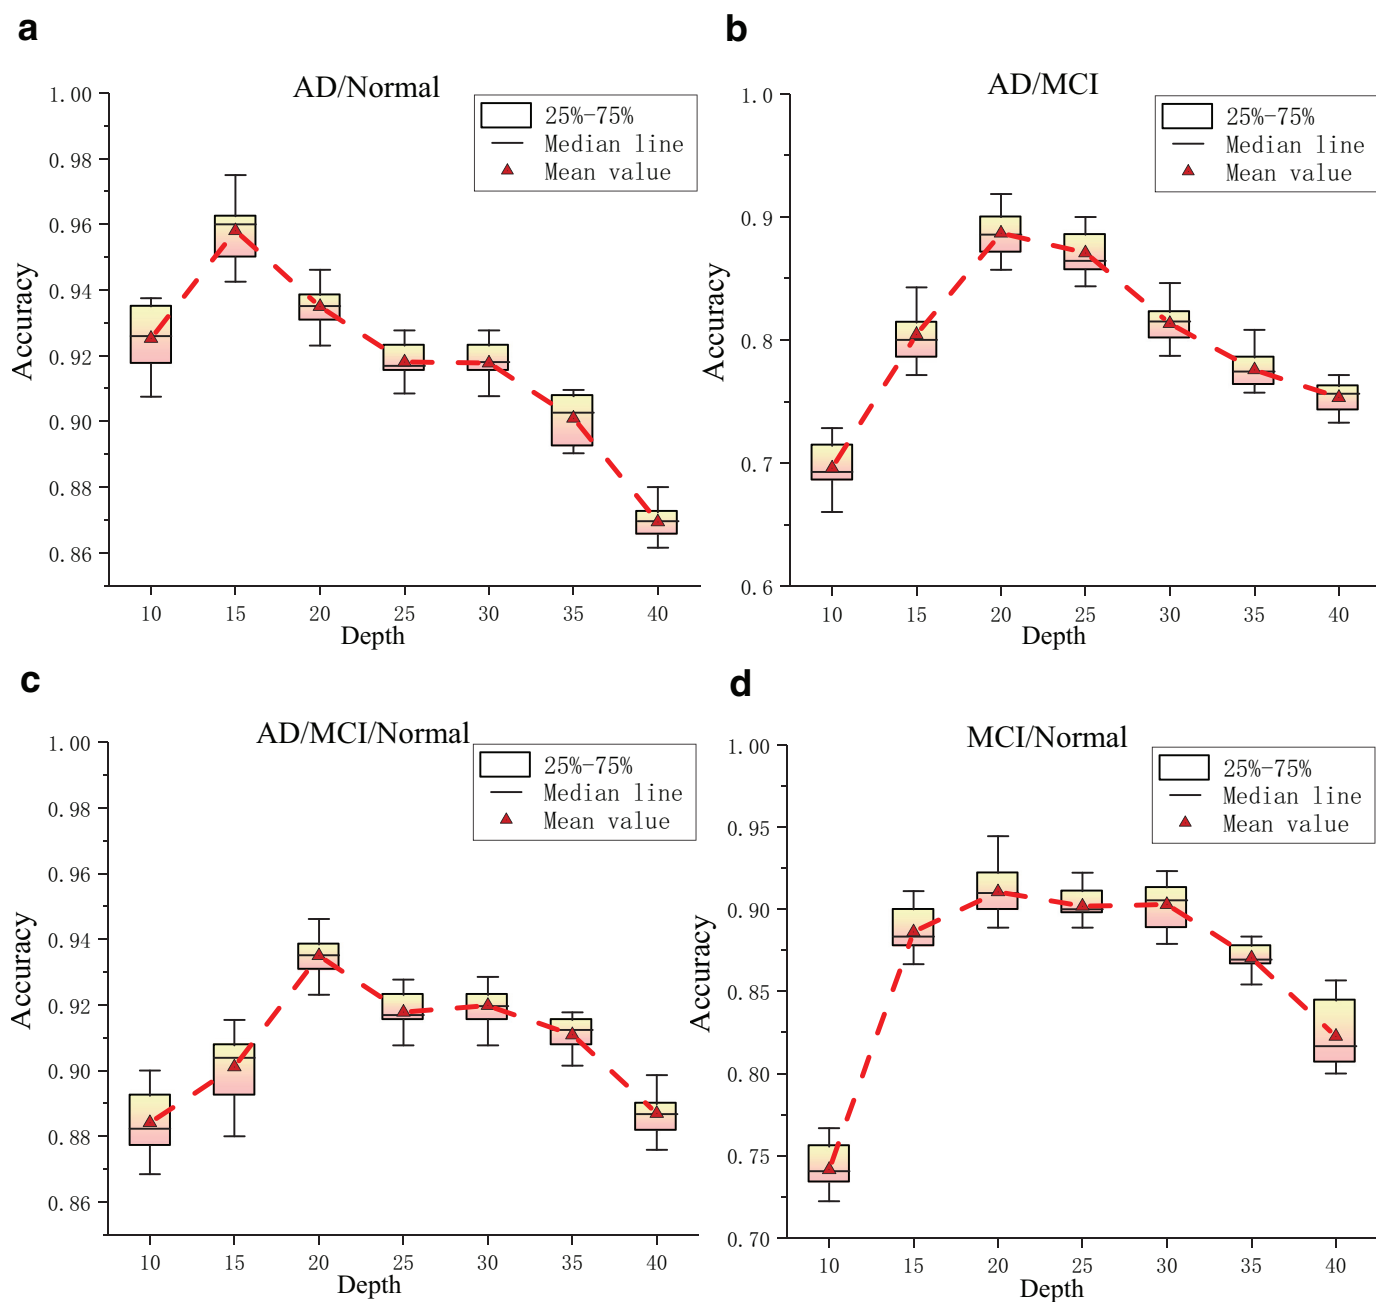 a
AD/Normal
25%-75%
Median line
Mean value
1.00
0.98
0.96
0.94
0.92
0.90
0.88
0.86
Accuracy
10 15 20 25 30 35 40
Depth
b
AD/MCI
25%-75%
Median line
Mean value
1.0
0.9
0.8
0.7
0.6
Accuracy
10 15 20 25 30 35 40
Depth
c
AD/MCI/Normal
25%-75%
Median line
Mean value
1.00
0.98
0.96
0.94
0.92
0.90
0.88
0.86
Accuracy
10 15 20 25 30 35 40
Depth
d
MCI/Normal
25%-75%
Median line
Mean value
1.00
0.95
0.90
0.85
0.80
0.75
0.70
Accuracy
10 15 20 25 30 35 40
Depth